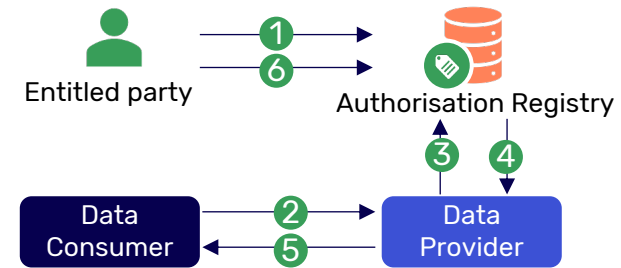 1
6
Entitled party
Authorisation Registry
3
4
Data
Consumer
2
5
Data
Provider